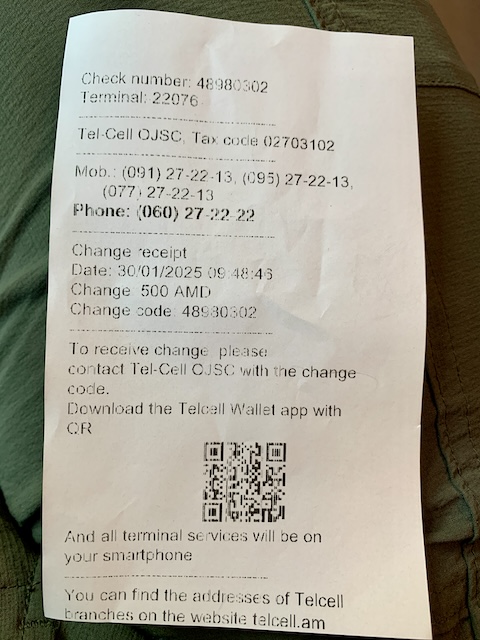 Check number: 48980302
Terminal: 22076
Tel-Cell OJSC, Tax code 02703102
Mob.: (091) 27-22-13, (095) 27-22-13,
(077) 27-22-13
Phone: (060) 27-22-22
Change receipt
Date: 30/01/2025 09:48:46
Change: 500 AMD
Change code: 48980302
To receive change, please
contact Tel-Cell OJSC with the change
code.
Download the Telcell Wallet app with
QR
And all terminal services will be on
your smartphone
You can find the addresses of Telcell
branches on the website telcell.am